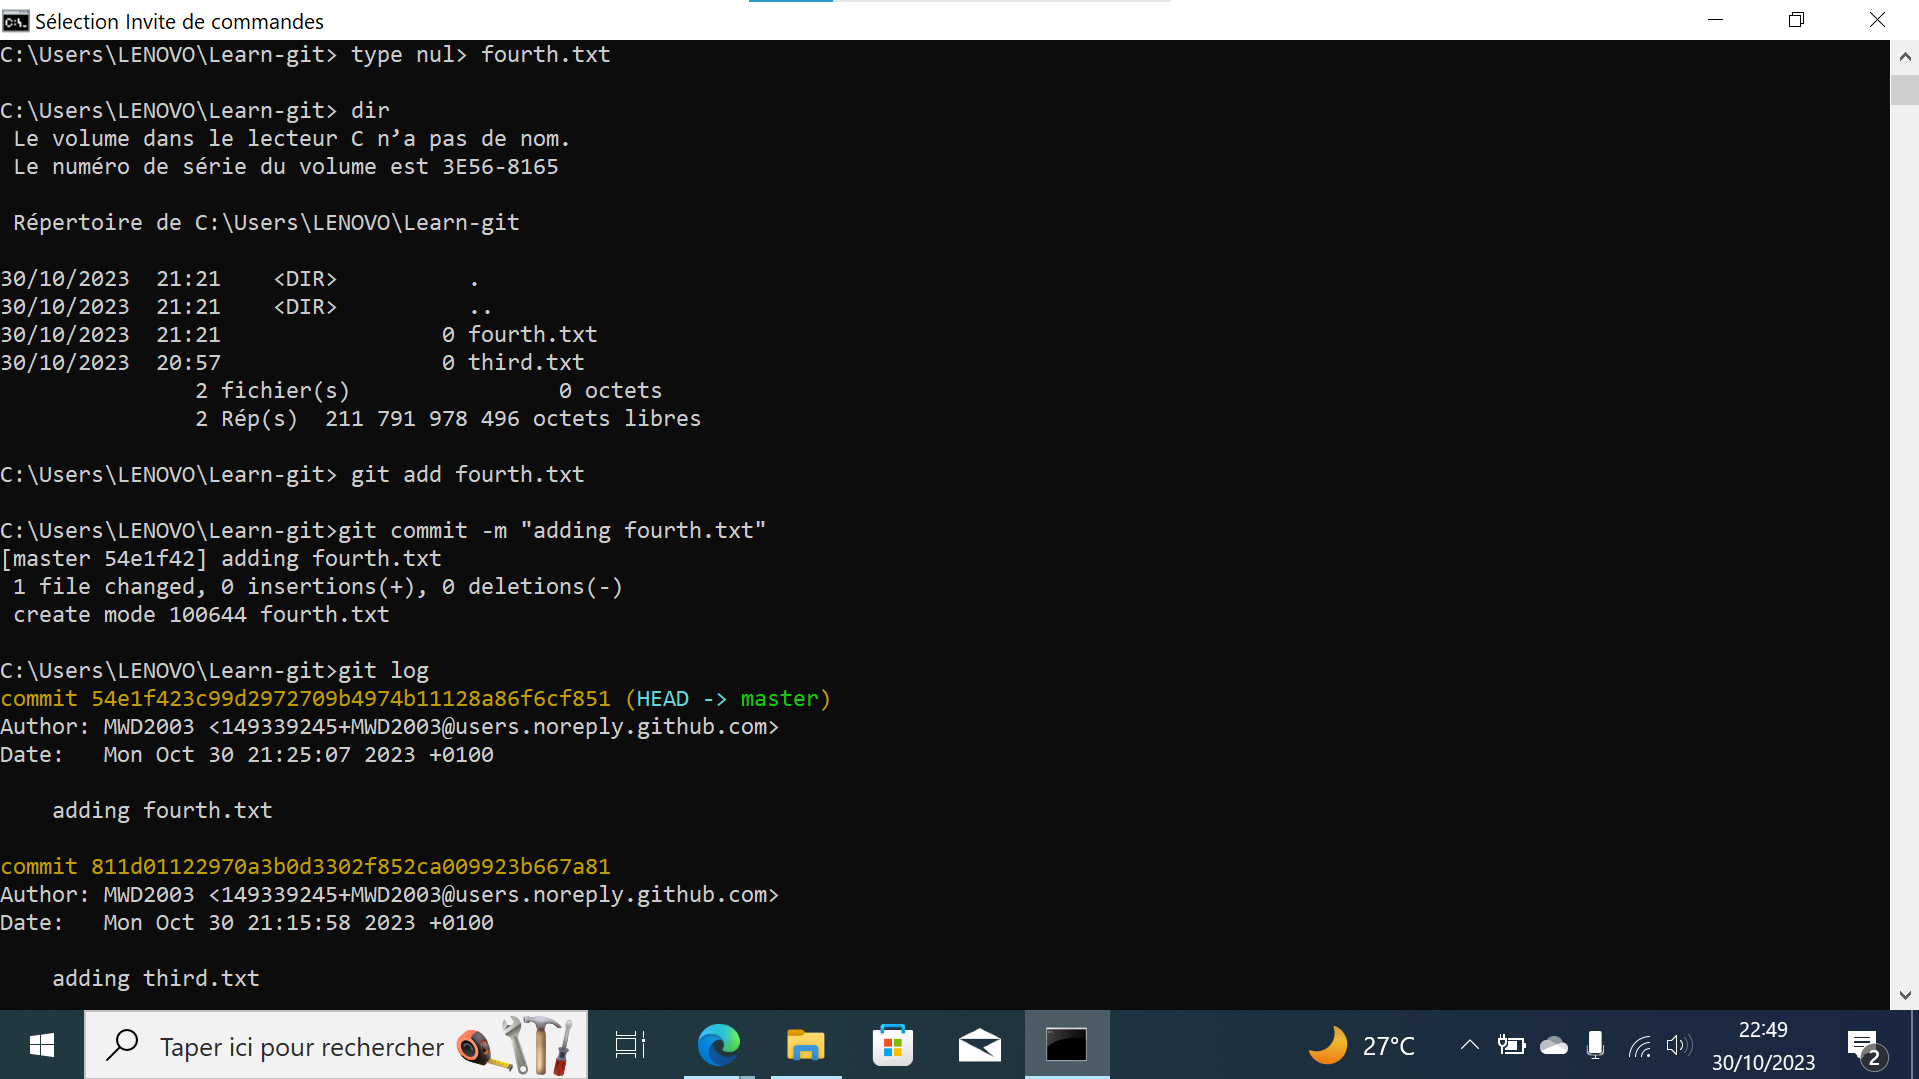 Sélection Invite de commandes
C:\Users\LENOVO\Learn-git> type nul> fourth.txt
C:\Users\LENOVO\Learn-git> dir
Le volume dans le lecteur C n’a pas de nom.
Le numéro de série du volume est 3E56-8165
Répertoire de C:\Users\LENOVO\Learn-git
30/10/2023  21:21    <DIR>          .
30/10/2023  21:21    <DIR>          ..
30/10/2023  21:21                 0 fourth.txt
30/10/2023  20:57                 0 third.txt
2 fichier(s)                0 octets
2 Rép(s)  211 791 978 496 octets libres
C:\Users\LENOVO\Learn-git> git add fourth.txt
C:\Users\LENOVO\Learn-git>git commit -m "adding fourth.txt"
[master 54e1f42] adding fourth.txt
1 file changed, 0 insertions(+), 0 deletions(-)
create mode 100644 fourth.txt
C:\Users\LENOVO\Learn-git>git log
commit 54e1f423c99d2972709b4974b11128a86f6cf851 (HEAD -> master)
Author: MWD2003 <149339245+MWD2003@users.noreply.github.com>
Date:   Mon Oct 30 21:25:07 2023 +0100
adding fourth.txt
commit 811d01122970a3b0d3302f852ca009923b667a81
Author: MWD2003 <149339245+MWD2003@users.noreply.github.com>
Date:   Mon Oct 30 21:15:58 2023 +0100
adding third.txt
Taper ici pour rechercher
27°C
22:49
30/10/2023
2